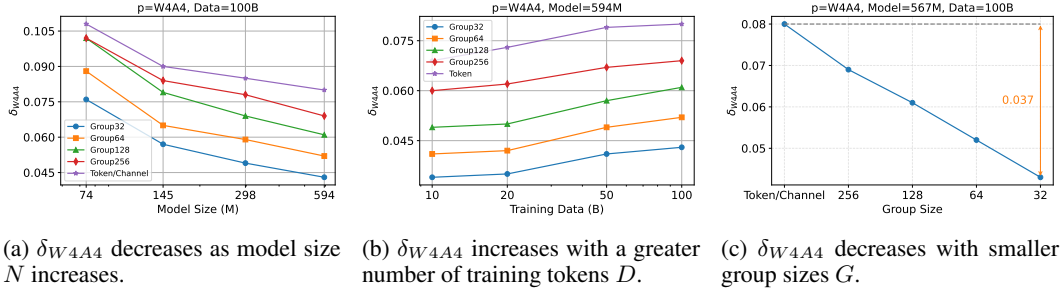 p=W4A4, Data=100B
δW4A4
0.105
0.090
0.075
0.060
0.045
Group32
Group64
Group128
Group256
Token/Channel
74
145
298
594
Model Size (M)
p=W4A4, Model=594M
δW4A4
0.075
0.060
0.045
Group32
Group64
Group128
Group256
Token
10
20
50
100
Training Data (B)
p=W4A4, Model=567M, Data=100B
δW4A4
0.08
0.07
0.06
0.05
0.037
Token/Channel
256
128
64
32
Group Size
(a) δW4A4 decreases as model size
N increases.
(b) δW4A4 increases with a greater
number of training tokens D.
(c) δW4A4 decreases with smaller
group sizes G.